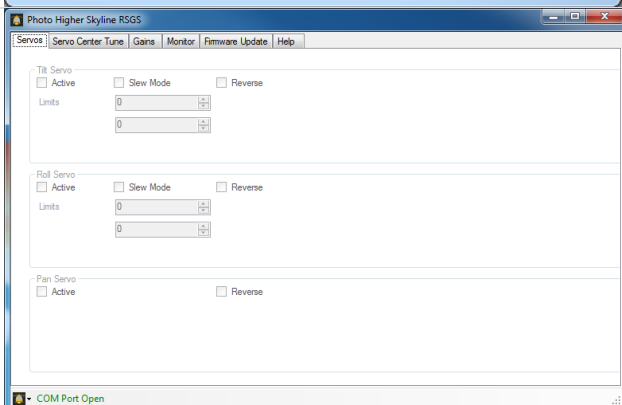 Photo Higher Skyline RSGS
Servos Servo Center Tune Gains Monitor Firmware Update Help
Tilt Servo
Active Slew Mode Reverse
Limits 0
0
Roll Servo
Active Slew Mode Reverse
Limits 0
0
Pan Servo
Active Reverse
COM Port Open